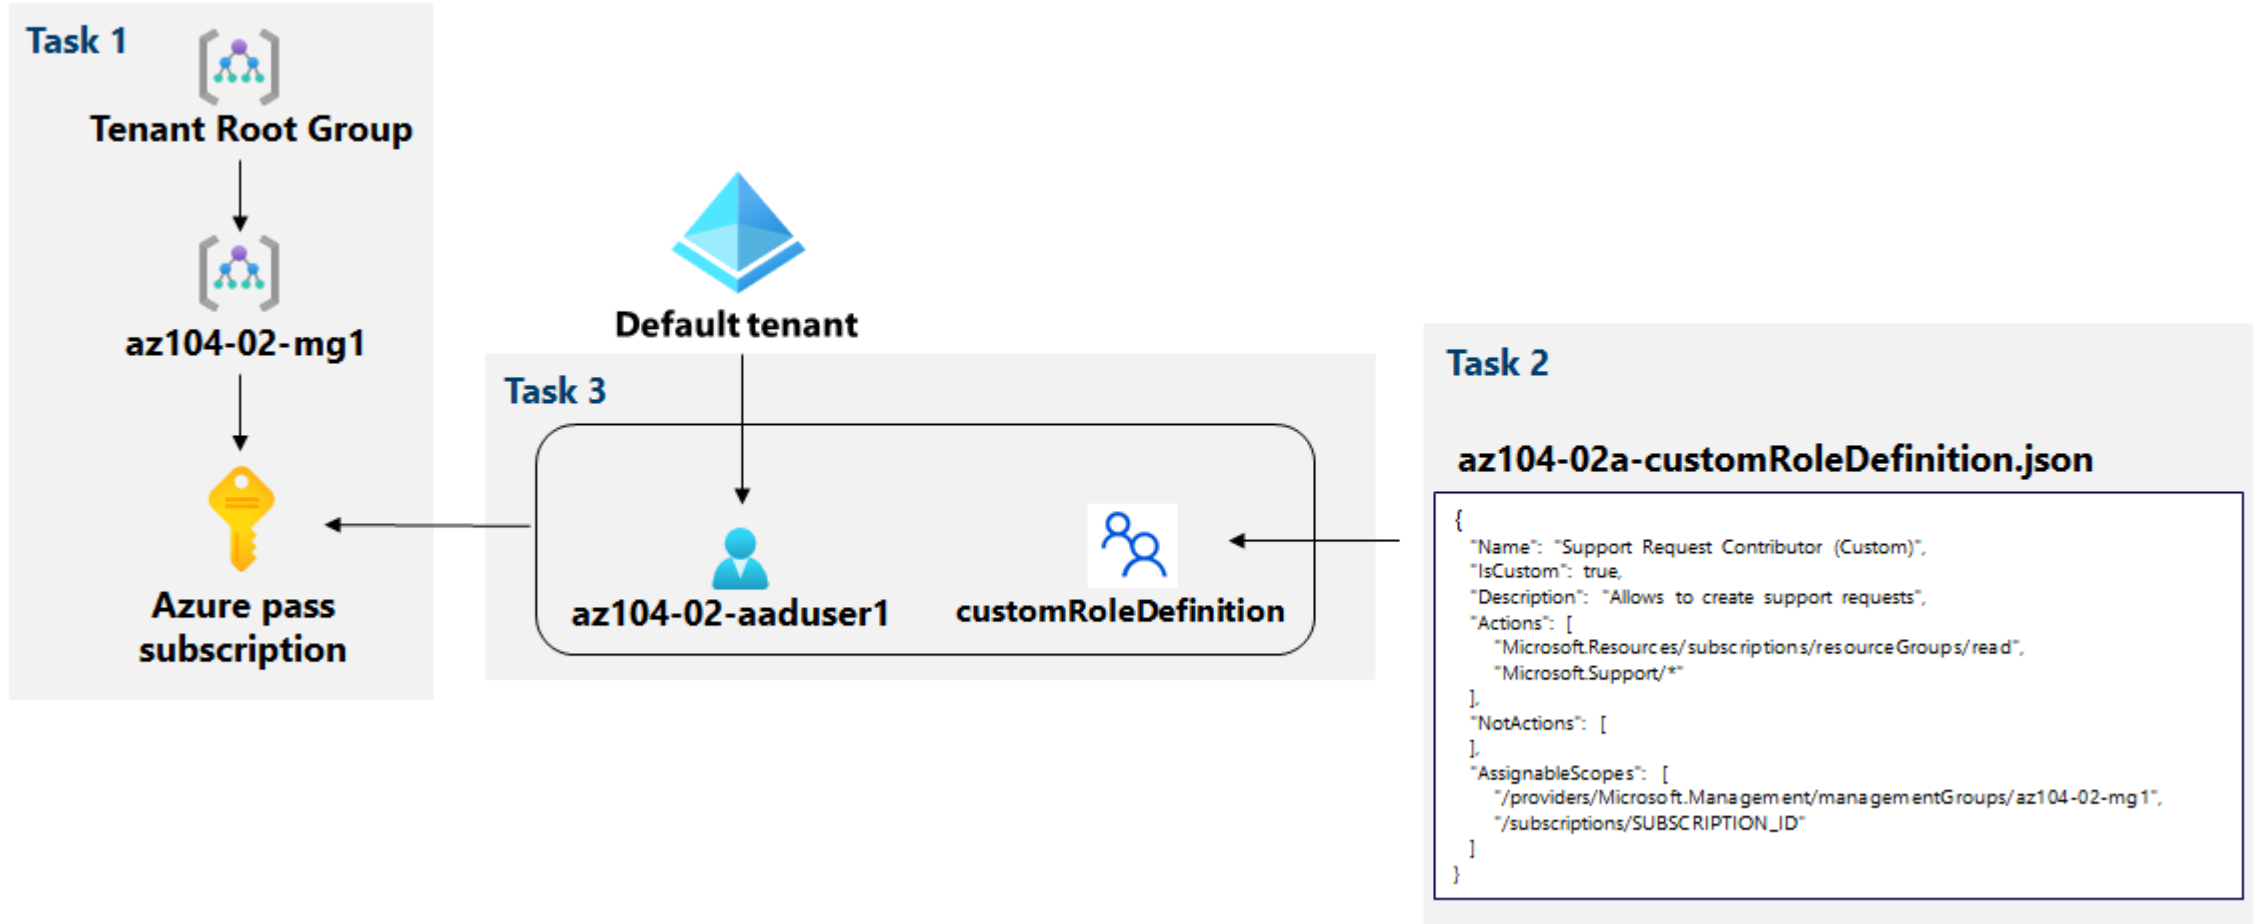 Task 1
Tenant Root Group
az104-02-mg1
Azure pass
subscription
Default tenant
Task 3
az104-02-aaduser1
customRoleDefinition
Task 2
az104-02a-customRoleDefinition.json
{
"Name": "Support Request Contributor (Custom)",
"IsCustom": true,
"Description": "Allows to create support requests",
"Actions": [
"Microsoft.Resources/subscriptions/resourceGroups/read",
"Microsoft.Support/*"
],
"NotActions": [
],
"AssignableScopes": [
"/providers/Microsoft.Management/managementGroups/az104-02-mg1",
"/subscriptions/SUBSCRIPTION_ID"
]
}